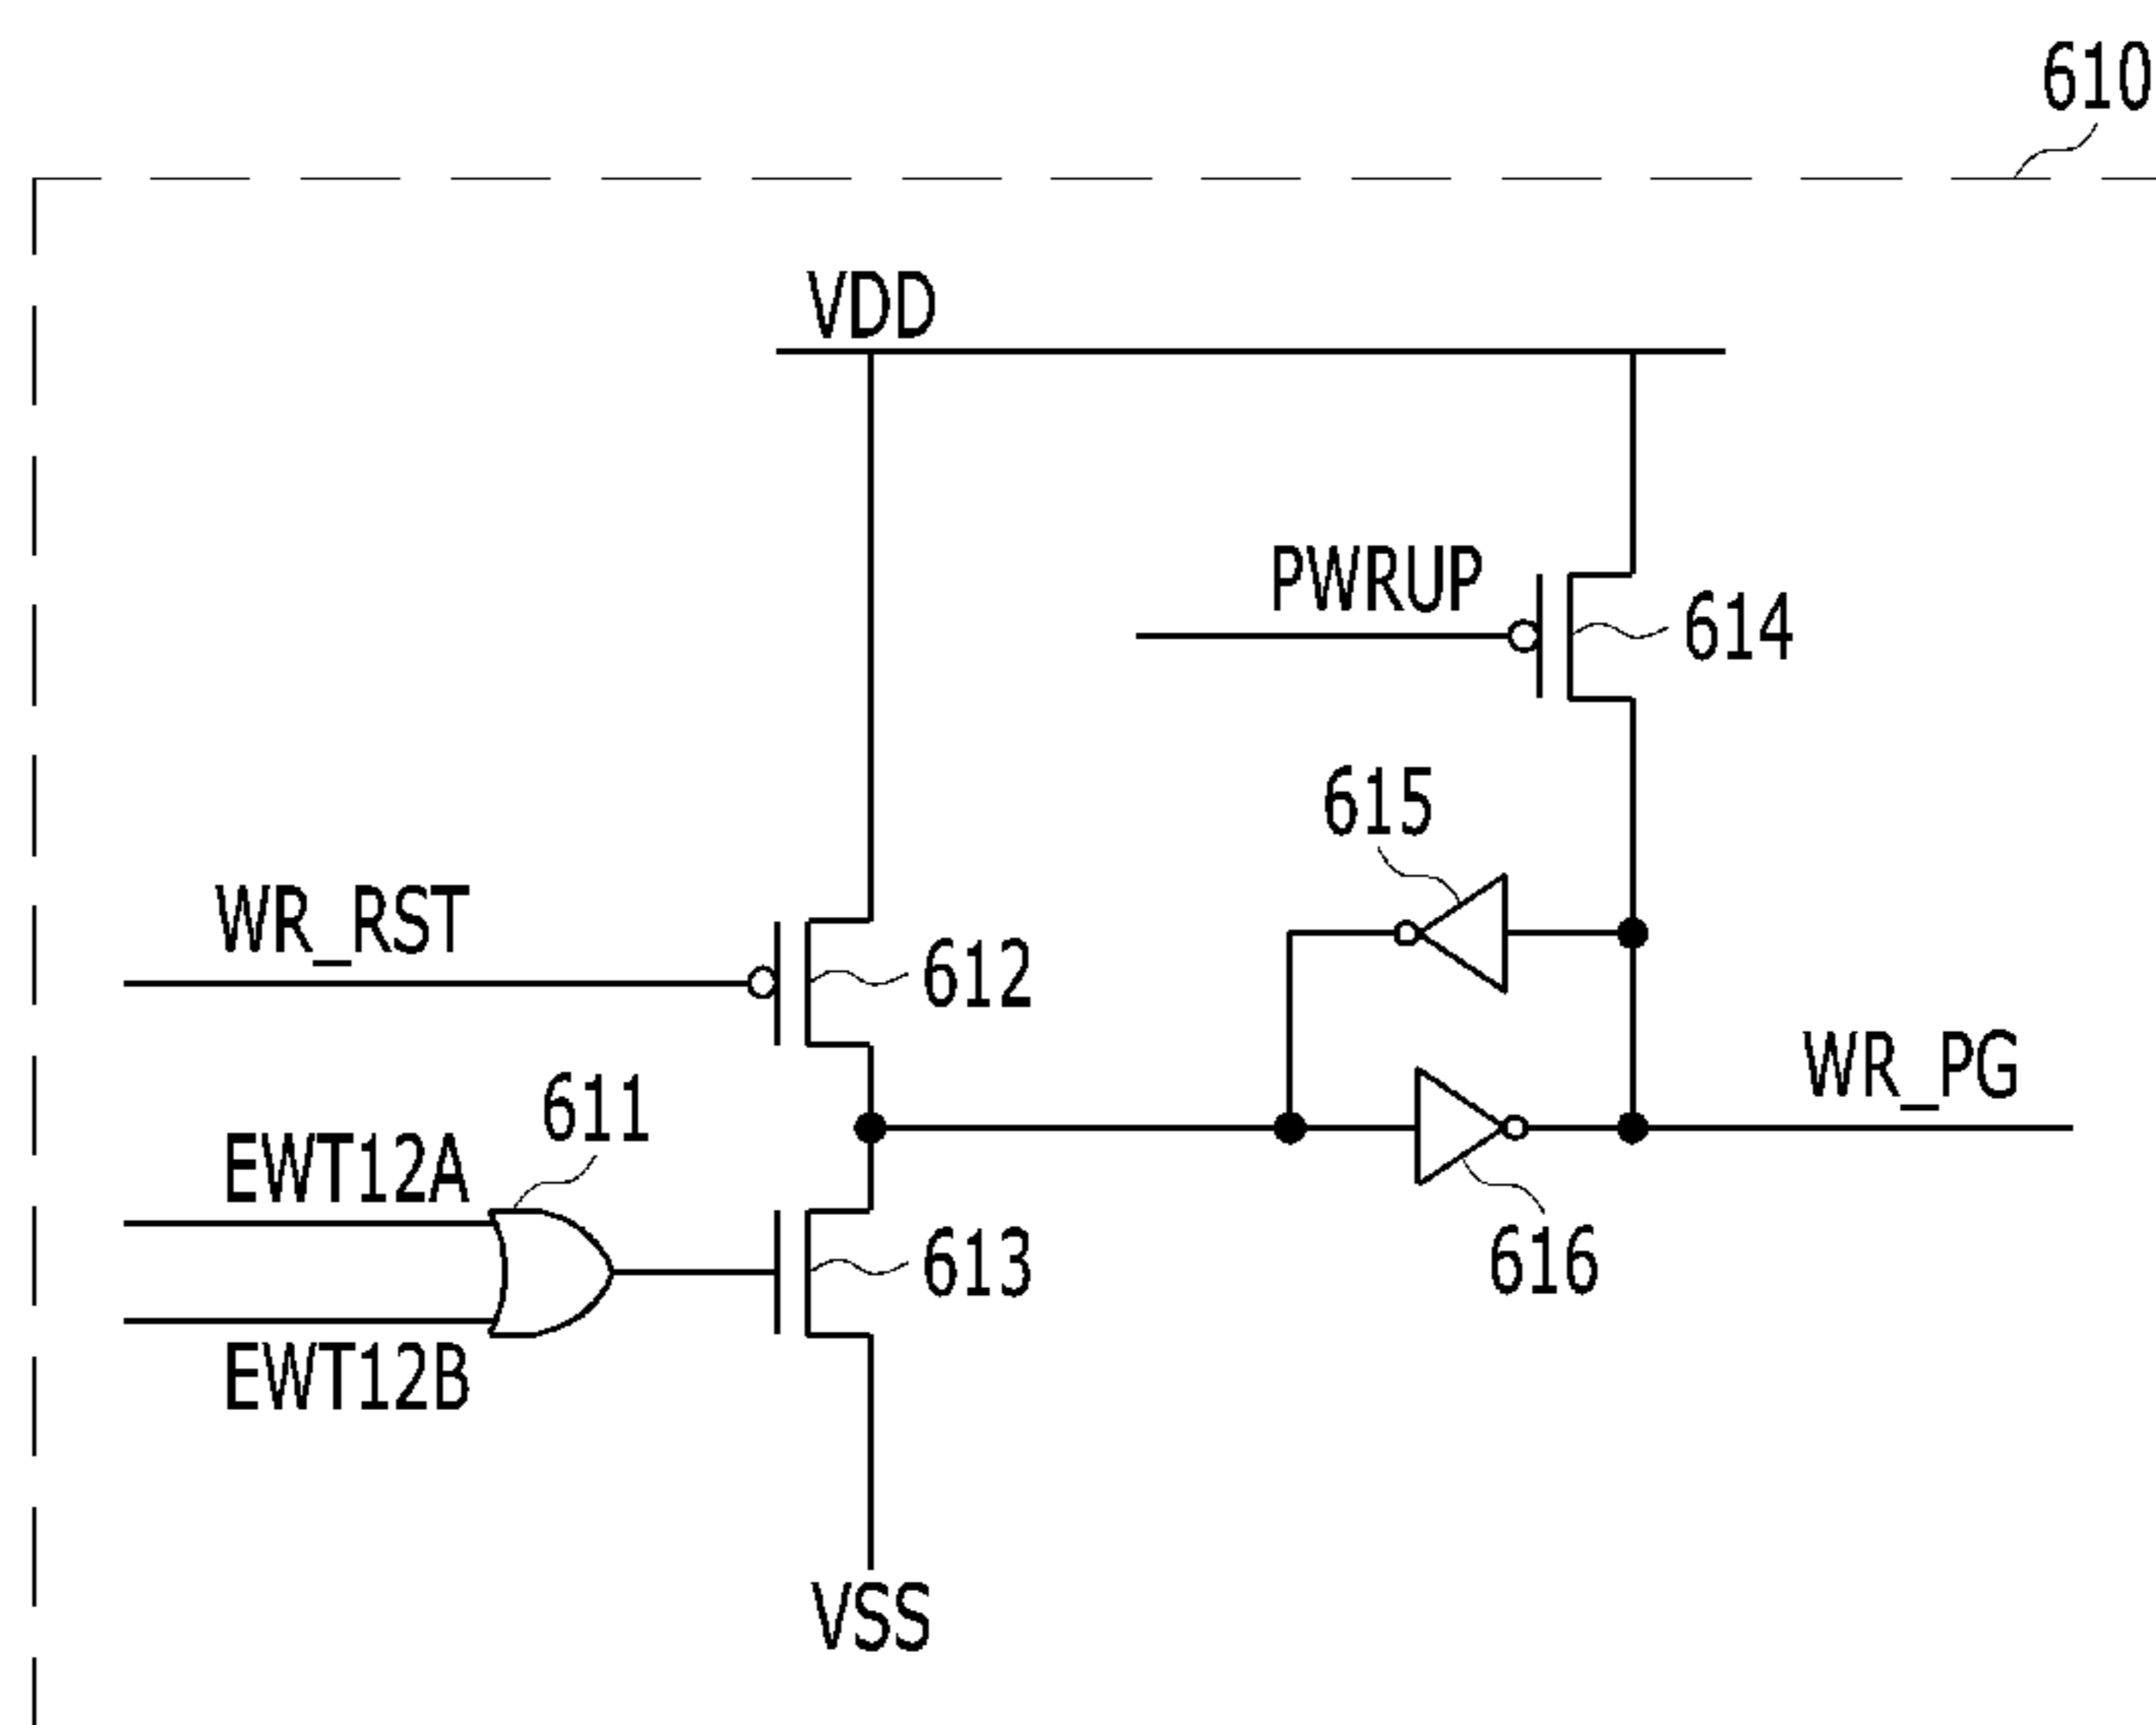 610
VDD
PWRUP
614
615
WR_RST
612
WR_PG
611
EWT12A
613
616
EWT12B
VSS